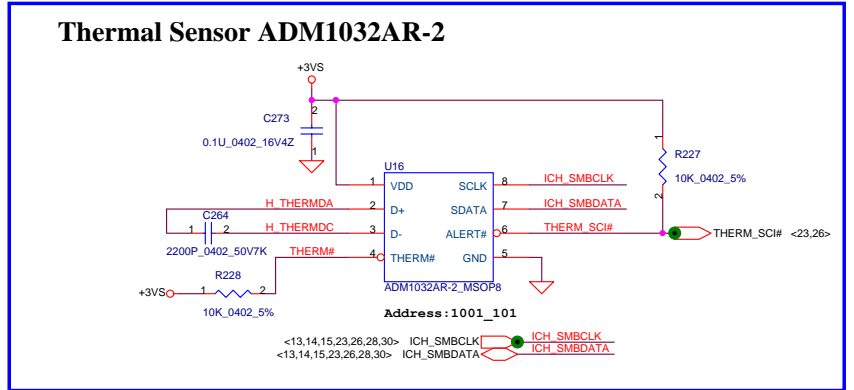 Thermal Sensor ADM1032AR-2
+3VS
C273
2
0.1U_0402_16V4Z
1
U16
1 VDD SCLK 8 ICH_SMBCLK
R227
1
10K_0402_5%
2
H_THERMDA 2 D+ SDATA 7 ICH_SMBDATA
C264
1 2
H_THERMDC 3 D- ALERT# 6 THERM_SCI# THERM_SCI# <23,26>
2200P_0402_50V7K
THERM# 4 THERM# GND 5
R228
+3VS 1 2
10K_0402_5%
ADM1032AR-2_MSOP8
Address:1001_101
<13,14,15,23,26,28,30> ICH_SMBCLK ICH_SMBCLK
<13,14,15,23,26,28,30> ICH_SMBDATA ICH_SMBDATA